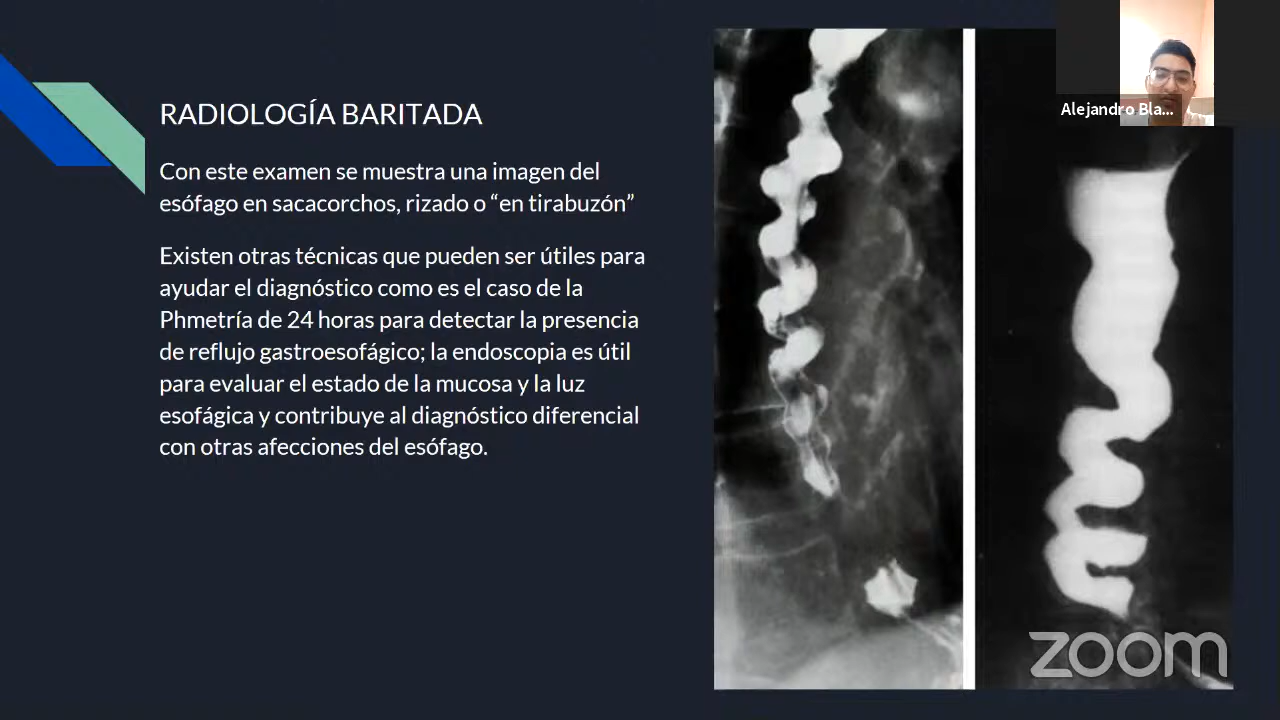 RADIOLOGÍA BARITADA
Con este examen se muestra una imagen del
esófago en sacacorchos, rizado o “en tirabuzón”
Existen otras técnicas que pueden ser útiles para
ayudar el diagnóstico como es el caso de la
Phmetría de 24 horas para detectar la presencia
de reflujo gastroesofágico; la endoscopia es útil
para evaluar el estado de la mucosa y la luz
esofágica y contribuye al diagnóstico diferencial
con otras afecciones del esófago.
Alejandro Bla...
zoom